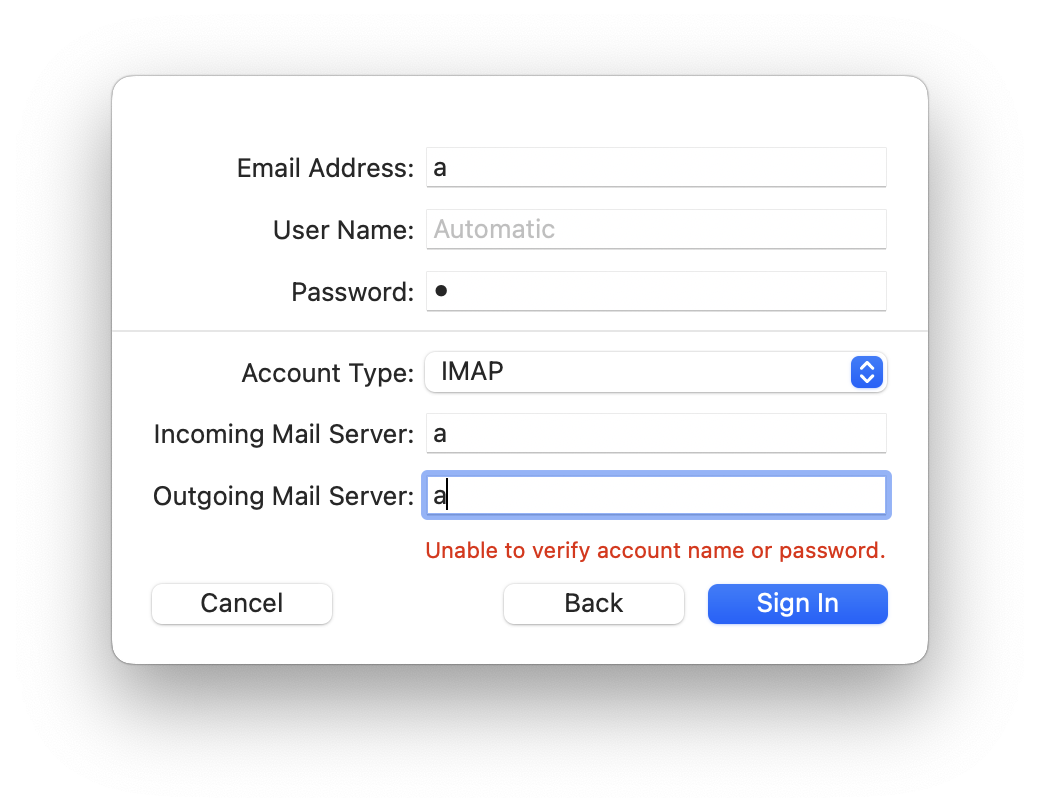 Email Address: a
User Name: Automatic
Password: •
Account Type: IMAP
Incoming Mail Server: a
Outgoing Mail Server: a
Unable to verify account name or password.
Cancel Back Sign In